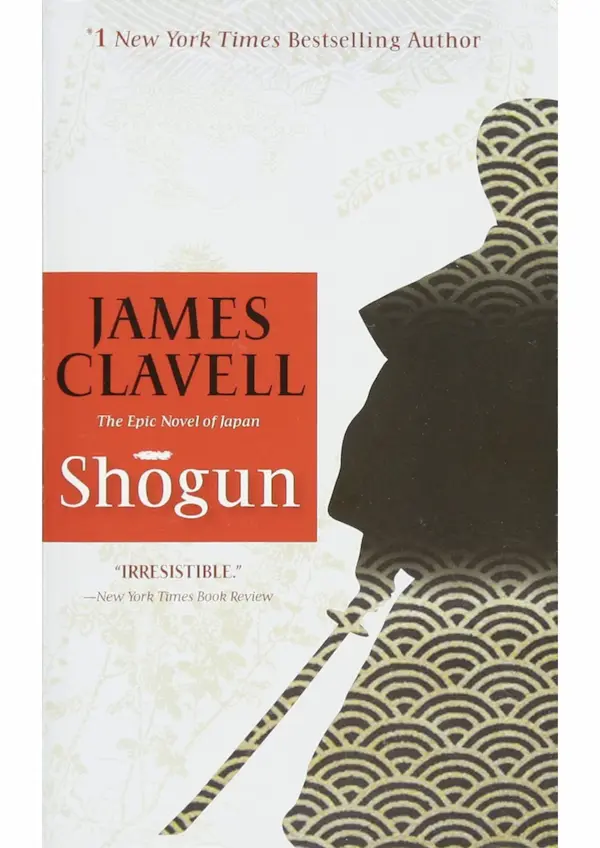 #1 New York Times Bestselling Author
JAMES
CLAVELL
The Epic Novel of Japan
Shōgun
“IRRESISTIBLE.”
—New York Times Book Review